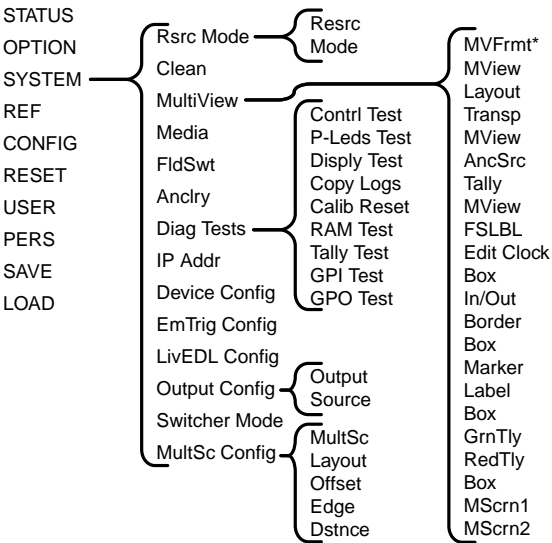 STATUS
OPTION
SYSTEM
REF
CONFIG
RESET
USER
PERS
SAVE
LOAD
Rsrc Mode
Clean
MultiView
Media
FldSwt
Anclry
Diag Tests
IP Addr
Device Config
EmTrig Config
LivEDL Config
Output Config
Switcher Mode
MultSc Config
Resrc
Mode
Contrl Test
P-Leds Test
Disply Test
Copy Logs
Calib Reset
RAM Test
Tally Test
GPI Test
GPO Test
Output
Source
MultSc
Layout
Offset
Edge
Dstnce
MVFrmt*
MView
Layout
Transp
MView
AncSrc
Tally
MView
FSLBL
Edit Clock
Box
In/Out
Border
Box
Marker
Label
Box
GrnTly
RedTly
Box
MScrn1
MScrn2